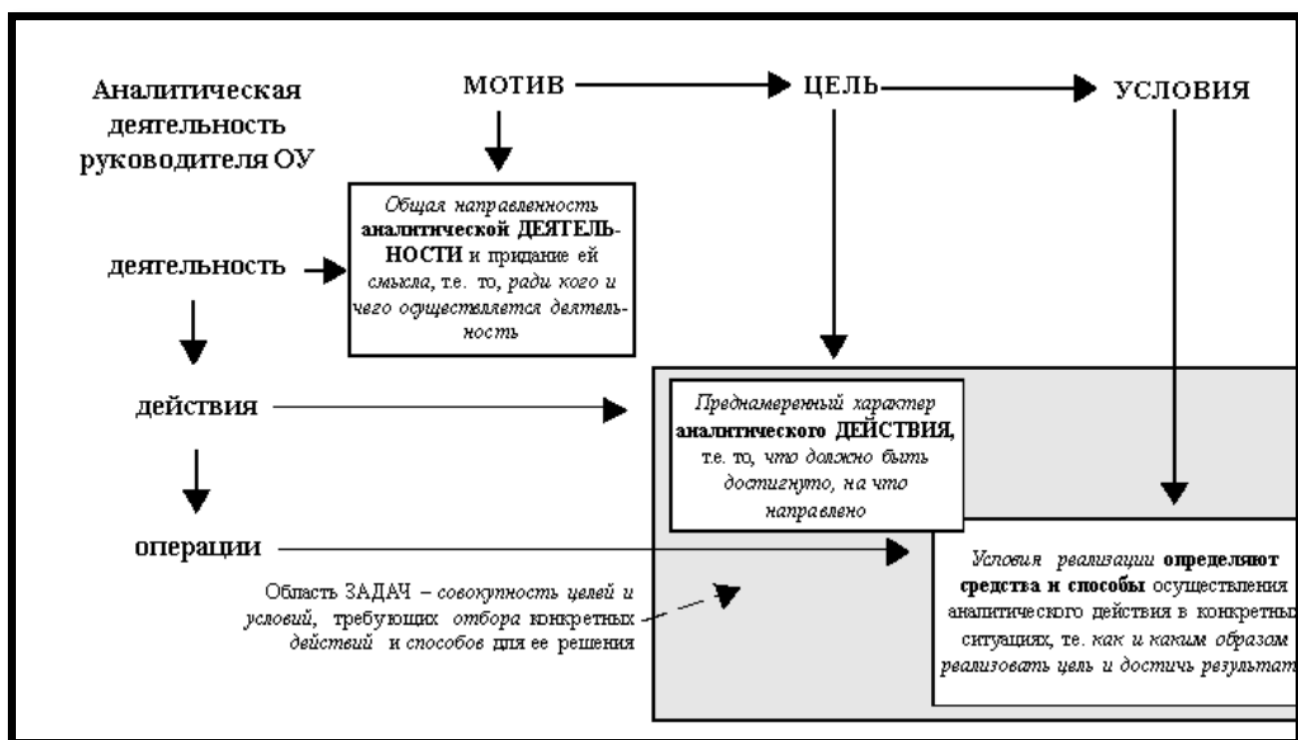 Аналитическая
деятельность
руководителя ОУ
МОТИВ
ЦЕЛЬ
УСЛОВИЯ
Общая направленность
аналитической ДЕЯТЕЛЬ-
НОСТИ и придание ей
смысла, т.е. то, ради кого и
чего осуществляется деятель-
ность
деятельность
действия
Преднамеренный характер
аналитического ДЕЙСТВИЯ,
т.е. то, что должно быть
достигнуто, на что
направлено
операции
Область ЗАДАЧ – совокупность целей и
условий, требующих отбора конкретных
действий и способов для ее решения
Условия реализации определяют
средства и способы осуществления
аналитического действия в конкретных
ситуациях, т.е. как и каким образом
реализовать цель и достичь результат